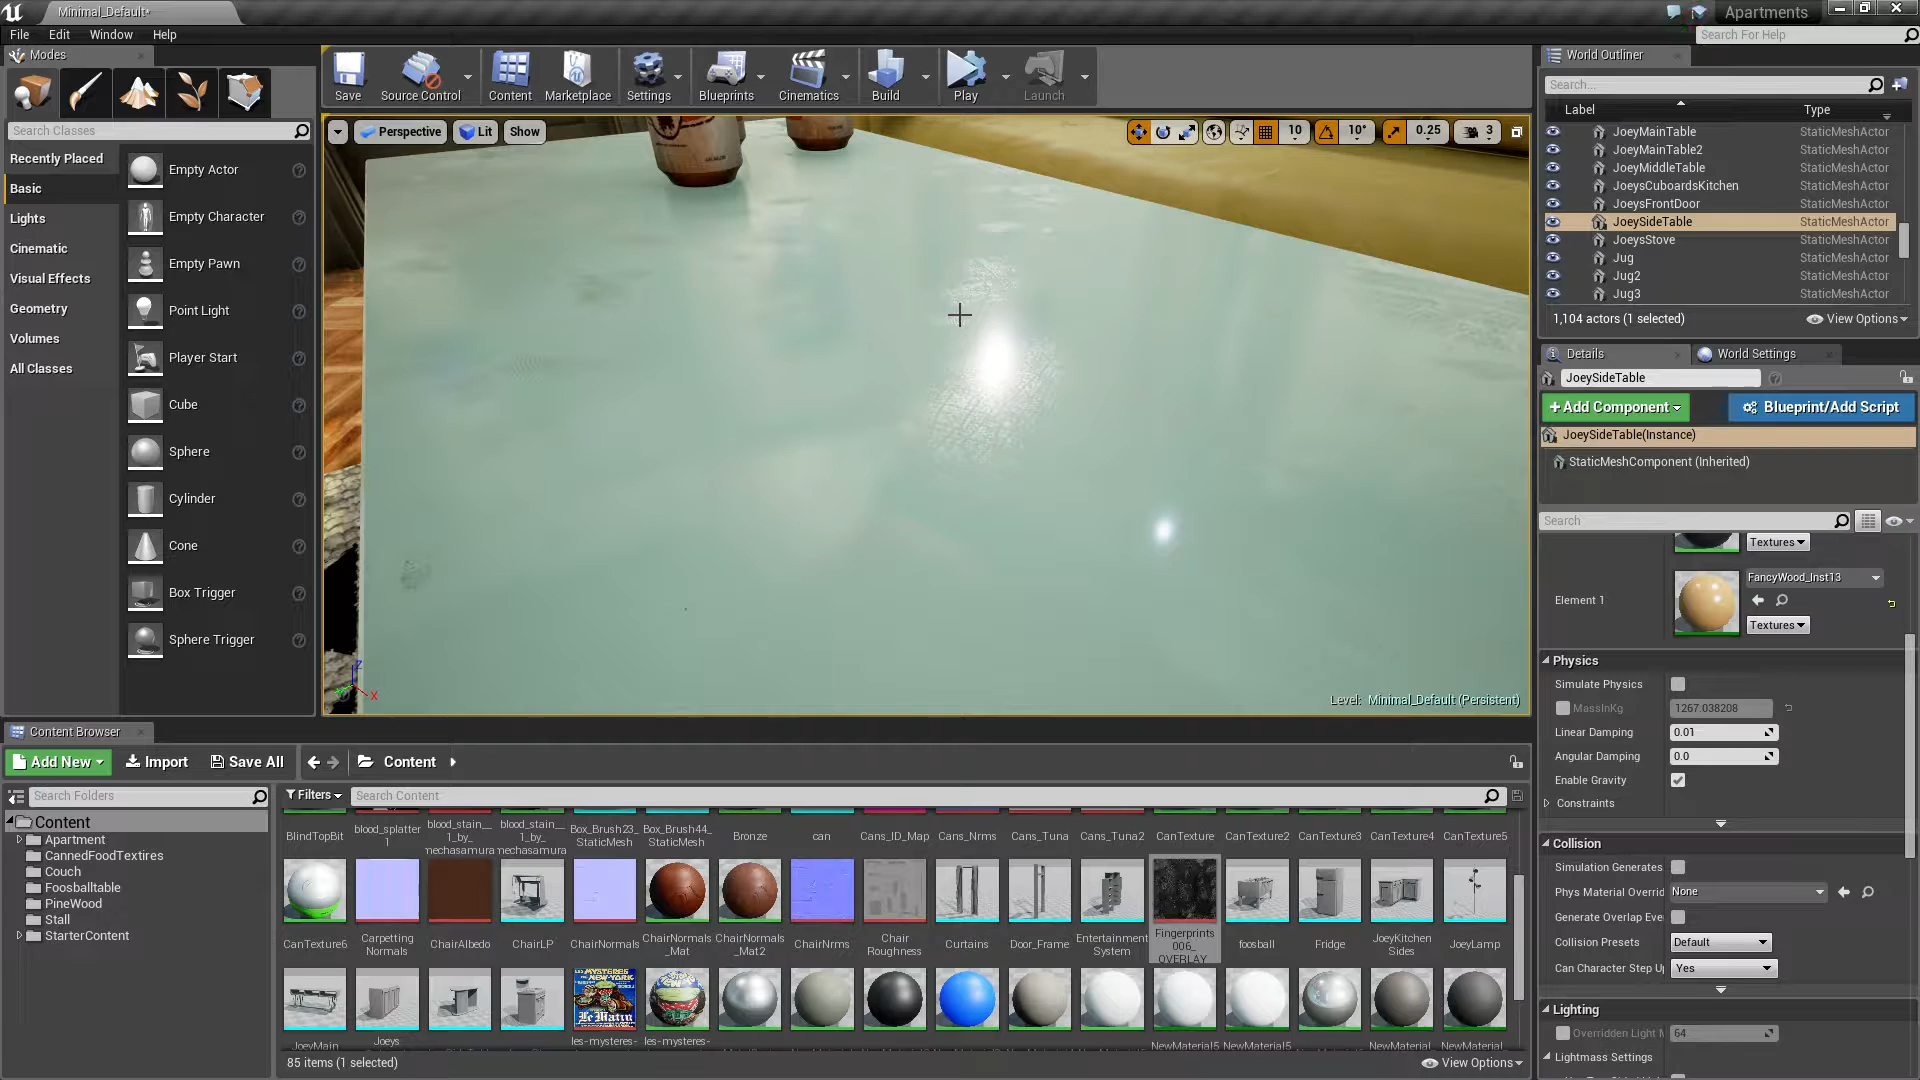 Minimal_Default*
Apartments
File Edit Window Help
Search For Help
Modes
Save
Source Control
Content
Marketplace
Settings
Blueprints
Cinematics
Build
Play
Launch
Search Classes
Recently Placed
Basic
Lights
Cinematic
Visual Effects
Geometry
Volumes
All Classes
Empty Actor
Empty Character
Empty Pawn
Point Light
Player Start
Cube
Sphere
Cylinder
Cone
Box Trigger
Sphere Trigger
Perspective Lit Show
10 10° 0.25 3
Level: Minimal_Default (Persistent)
World Outliner
Search...
Label Type
JoeyMainTable StaticMeshActor
JoeyMainTable2 StaticMeshActor
JoeyMiddleTable StaticMeshActor
JoeysCuboardsKitchen StaticMeshActor
JoeysFrontDoor StaticMeshActor
JoeySideTable StaticMeshActor
JoeysStove StaticMeshActor
Jug StaticMeshActor
Jug2 StaticMeshActor
Jug3 StaticMeshActor
1,104 actors (1 selected) View Options
Details World Settings
JoeySideTable
+Add Component Blueprint/Add Script
JoeySideTable(Instance)
StaticMeshComponent (Inherited)
Search
Textures
Element 1
FancyWood_Inst13
Textures
Physics
Simulate Physics
MassInKg 1267.038208
Linear Damping 0.01
Angular Damping 0.0
Enable Gravity
Constraints
Collision
Simulation Generates
Phys Material Overrid None
Generate Overlap Eve
Collision Presets Default
Can Character Step U Yes
Lighting
Overridden Light M 64
Lightmass Settings
Content Browser
Add New Import Save All Content
Search Folders
Content
Apartment
CannedFoodTextires
Couch
Foosballtable
PineWood
Stall
StarterContent
Filters Search Content
BlindTopBit
blood_splatter
1
blood_stain__
1_by_
mechasamura
blood_stain__
1_by_
mechasamura
Box_Brush23_
StaticMesh
Box_Brush44_
StaticMesh
Bronze
can
Cans_ID_Map
Cans_Nrms
Cans_Tuna
Cans_Tuna2
CanTexture
CanTexture2
CanTexture3
CanTexture4
CanTexture5
CanTexture6
Carpetting
Normals
ChairAlbedo
ChairLP
ChairNormals
ChairNormals
_Mat
ChairNormals
_Mat2
ChairNrms
Chair
Roughness
Curtains
Door_Frame
Entertainment
System
Fingerprints
006_
OVERLAY
foosball
Fridge
JoeyKitchen
Sides
JoeyLamp
LES MYSTERES
NEW-YORK
Le Matin
JoeyMain
Joeys
les-mysteres-
les-mysteres-
NewMaterial5
NewMaterial5
NewMaterial
NewMaterial
NewMaterial
85 items (1 selected) View Options